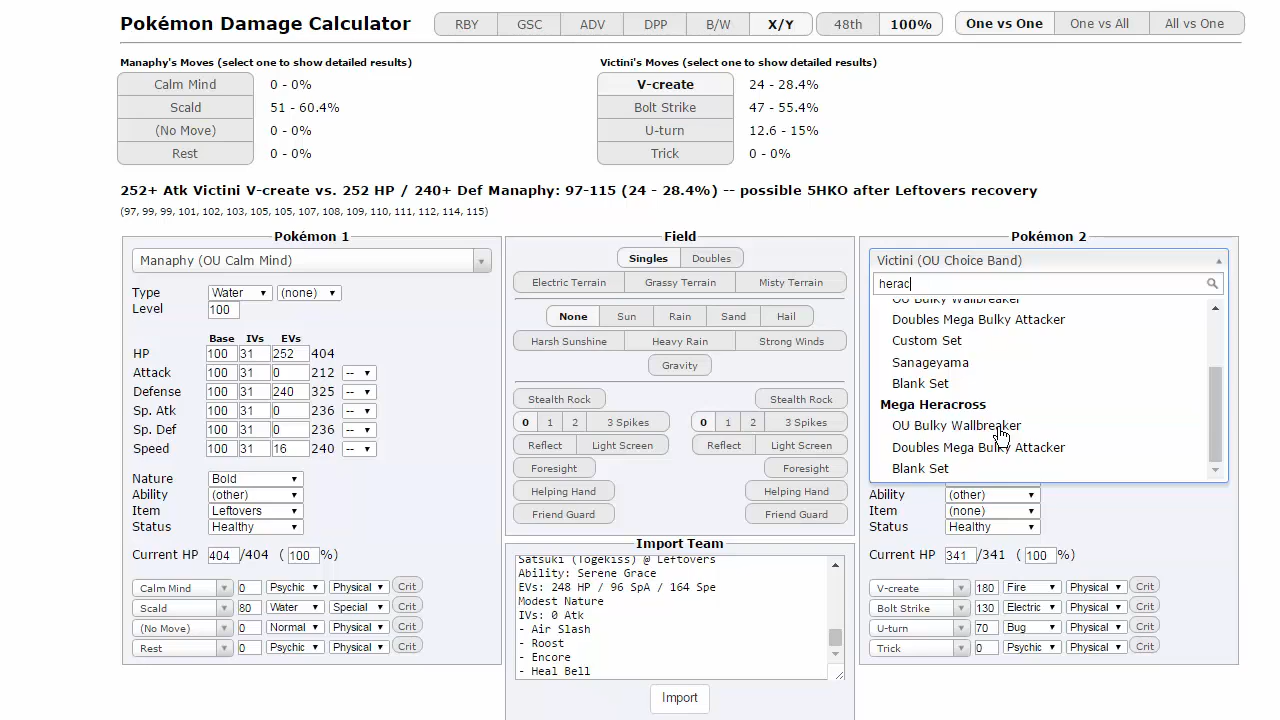 Pokémon Damage Calculator
RBY GSC ADV DPP B/W X/Y 48th 100% One vs One One vs All All vs One
Manaphy's Moves (select one to show detailed results)
Calm Mind 0 - 0%
Scald 51 - 60.4%
(No Move) 0 - 0%
Rest 0 - 0%
Victini's Moves (select one to show detailed results)
V-create 24 - 28.4%
Bolt Strike 47 - 55.4%
U-turn 12.6 - 15%
Trick 0 - 0%
252+ Atk Victini V-create vs. 252 HP / 240+ Def Manaphy: 97-115 (24 - 28.4%) -- possible 5HKO after Leftovers recovery
(97, 99, 99, 101, 102, 103, 105, 105, 107, 108, 109, 110, 111, 112, 114, 115)
Pokémon 1
Manaphy (OU Calm Mind)
Type Water (none)
Level 100
Base IVs EVs
HP 100 31 252 404
Attack 100 31 0 212 --
Defense 100 31 240 325 --
Sp. Atk 100 31 0 236 --
Sp. Def 100 31 0 236 --
Speed 100 31 16 240 --
Nature Bold
Ability (other)
Item Leftovers
Status Healthy
Current HP 404 /404 ( 100 %)
Calm Mind 0 Psychic Physical Crit
Scald 80 Water Special Crit
(No Move) 0 Normal Physical Crit
Rest 0 Psychic Physical Crit
Field
Singles Doubles
Electric Terrain Grassy Terrain Misty Terrain
None Sun Rain Sand Hail
Harsh Sunshine Heavy Rain Strong Winds
Gravity
Stealth Rock Stealth Rock
0 1 2 3 Spikes 0 1 2 3 Spikes
Reflect Light Screen Reflect Light Screen
Foresight Foresight
Helping Hand Helping Hand
Friend Guard Friend Guard
Import Team
Satsuki (Togekiss) @ Leftovers
Ability: Serene Grace
EVs: 248 HP / 96 SpA / 164 Spe
Modest Nature
IVs: 0 Atk
- Air Slash
- Roost
- Encore
- Heal Bell
Import
Pokémon 2
Victini (OU Choice Band)
herac
OU Bulky Wallbreaker
Doubles Mega Bulky Attacker
Custom Set
Sanageyama
Blank Set
Mega Heracross
OU Bulky Wallbreaker
Doubles Mega Bulky Attacker
Blank Set
Ability (other)
Item (none)
Status Healthy
Current HP 341 /341 ( 100 %)
V-create 180 Fire Physical Crit
Bolt Strike 130 Electric Physical Crit
U-turn 70 Bug Physical Crit
Trick 0 Psychic Physical Crit